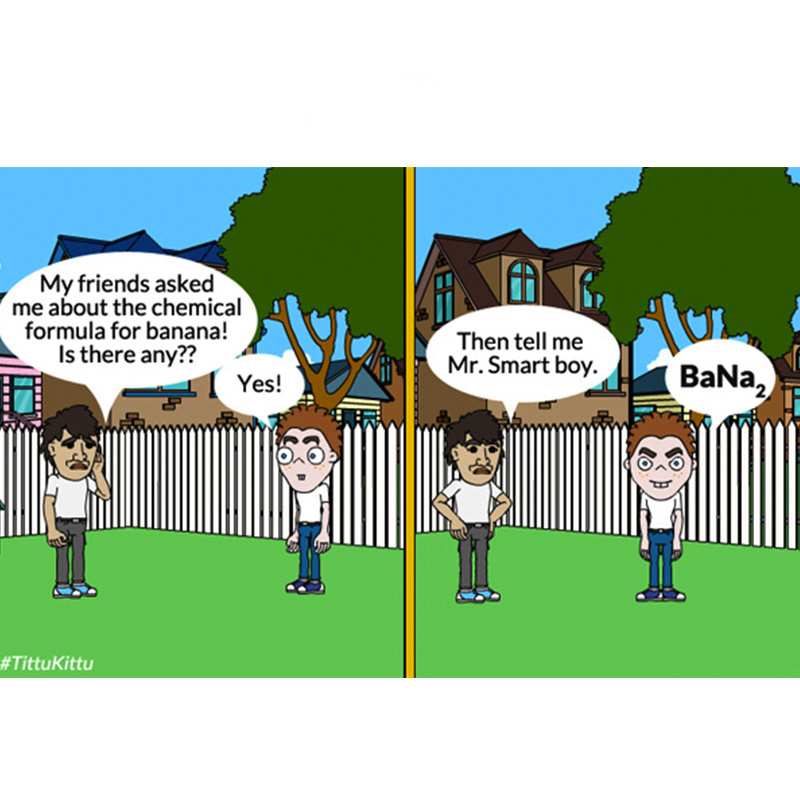 My friends asked
me about the chemical
formula for banana!
Is there any??
Yes!
Then tell me
Mr. Smart boy.
BaNa₂
#TittuKittu